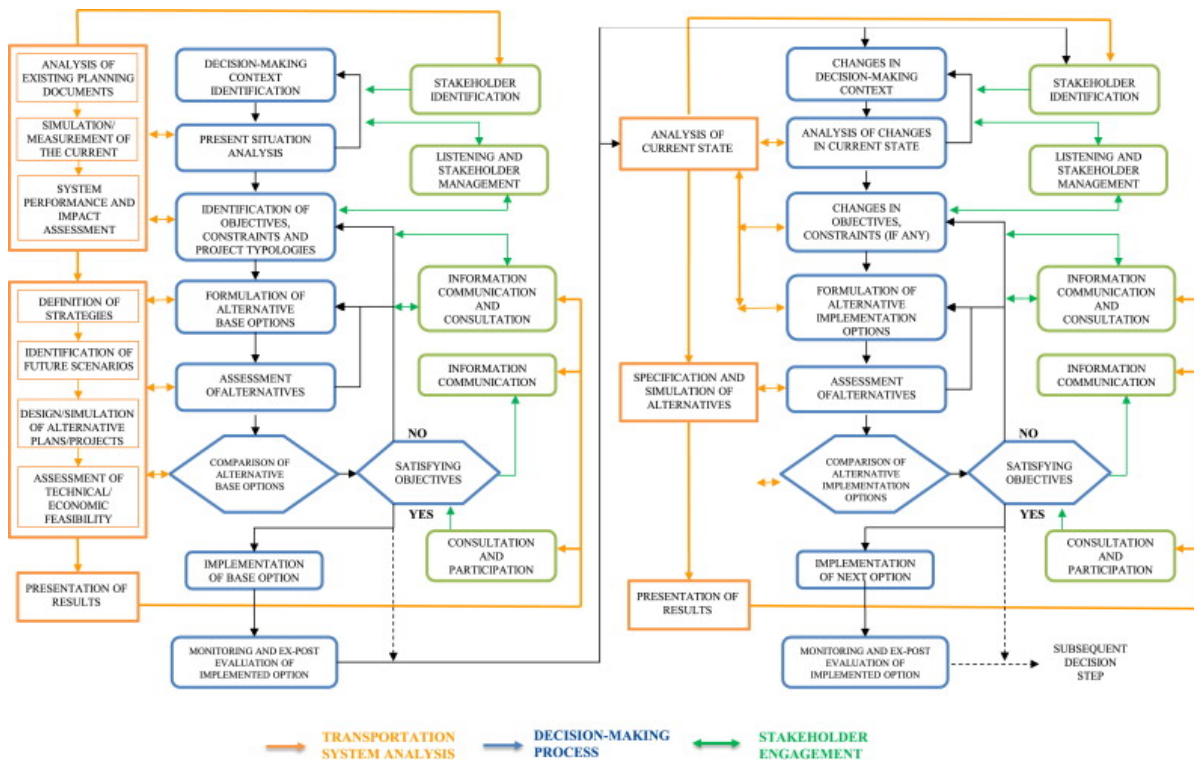 ANALYSIS OF
EXISTING PLANNING
DOCUMENTS
SIMULATION/
MEASUREMENT OF
THE CURRENT
SYSTEM
PERFORMANCE AND
IMPACT
ASSESSMENT
DEFINITION OF
STRATEGIES
IDENTIFICATION OF
FUTURE SCENARIOS
DESIGN/SIMULATION
OF ALTERNATIVE
PLANS/PROJECTS
ASSESSMENT OF
TECHNICAL/
ECONOMIC
FEASIBILITY
PRESENTATION OF
RESULTS
DECISION-MAKING
CONTEXT
IDENTIFICATION
PRESENT SITUATION
ANALYSIS
IDENTIFICATION OF
OBJECTIVES,
CONSTRAINTS AND
PROJECT TYPOLOGIES
FORMULATION OF
ALTERNATIVE
BASE OPTIONS
ASSESSMENT
OFALTERNATIVES
COMPARISON OF
ALTERNATIVE
BASE OPTIONS
NO
SATISFYING
OBJECTIVES
YES
IMPLEMENTATION
OF BASE OPTION
MONITORING AND EX-POST
EVALUATION OF
IMPLEMENTED OPTION
STAKEHOLDER
IDENTIFICATION
LISTENING AND
STAKEHOLDER
MANAGEMENT
INFORMATION
COMMUNICATION
AND
CONSULTATION
INFORMATION
COMMUNICATION
CONSULTATION AND
PARTICIPATION
ANALYSIS OF
CURRENT STATE
SPECIFICATION AND
SIMULATION OF
ALTERNATIVES
PRESENTATION OF
RESULTS
CHANGES IN
DECISION-MAKING
CONTEXT
ANALYSIS OF CHANGES
IN CURRENT STATE
CHANGES IN
OBJECTIVES,
CONSTRAINTS (IF ANY)
FORMULATION OF
ALTERNATIVE
IMPLEMENTATION
OPTIONS
ASSESSMENT
OFALTERNATIVES
COMPARISON OF
ALTERNATIVE
IMPLEMENTATION
OPTIONS
NO
SATISFYING
OBJECTIVES
YES
IMPLEMENTATION
OF NEXT OPTION
MONITORING AND EX-POST
EVALUATION OF
IMPLEMENTED OPTION
STAKEHOLDER
IDENTIFICATION
LISTENING AND
STAKEHOLDER
MANAGEMENT
INFORMATION
COMMUNICATION
AND CONSULTATION
INFORMATION
COMMUNICATION
CONSULTATION AND
PARTICIPATION
SUBSEQUENT
DECISION
STEP
TRANSPORTATION
SYSTEM ANALYSIS
DECISION-MAKING
PROCESS
STAKEHOLDER
ENGAGEMENT